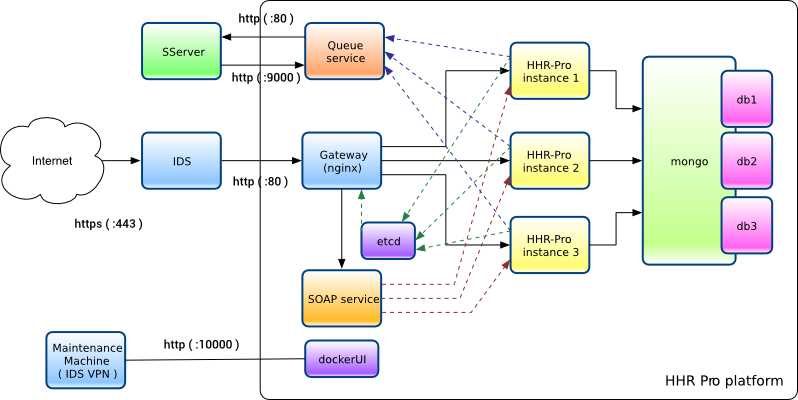 http ( :80)
SServer
Queue
service
http ( :9000)
HHR-Pro
instance 1
db1
Internet
IDS
Gateway
(nginx)
HHR-Pro
instance 2
mongo
db2
http ( :80)
https ( :443)
etcd
HHR-Pro
instance 3
db3
SOAP service
Maintenance
Machine
( IDS VPN )
http ( :10000)
dockerUI
HHR Pro platform